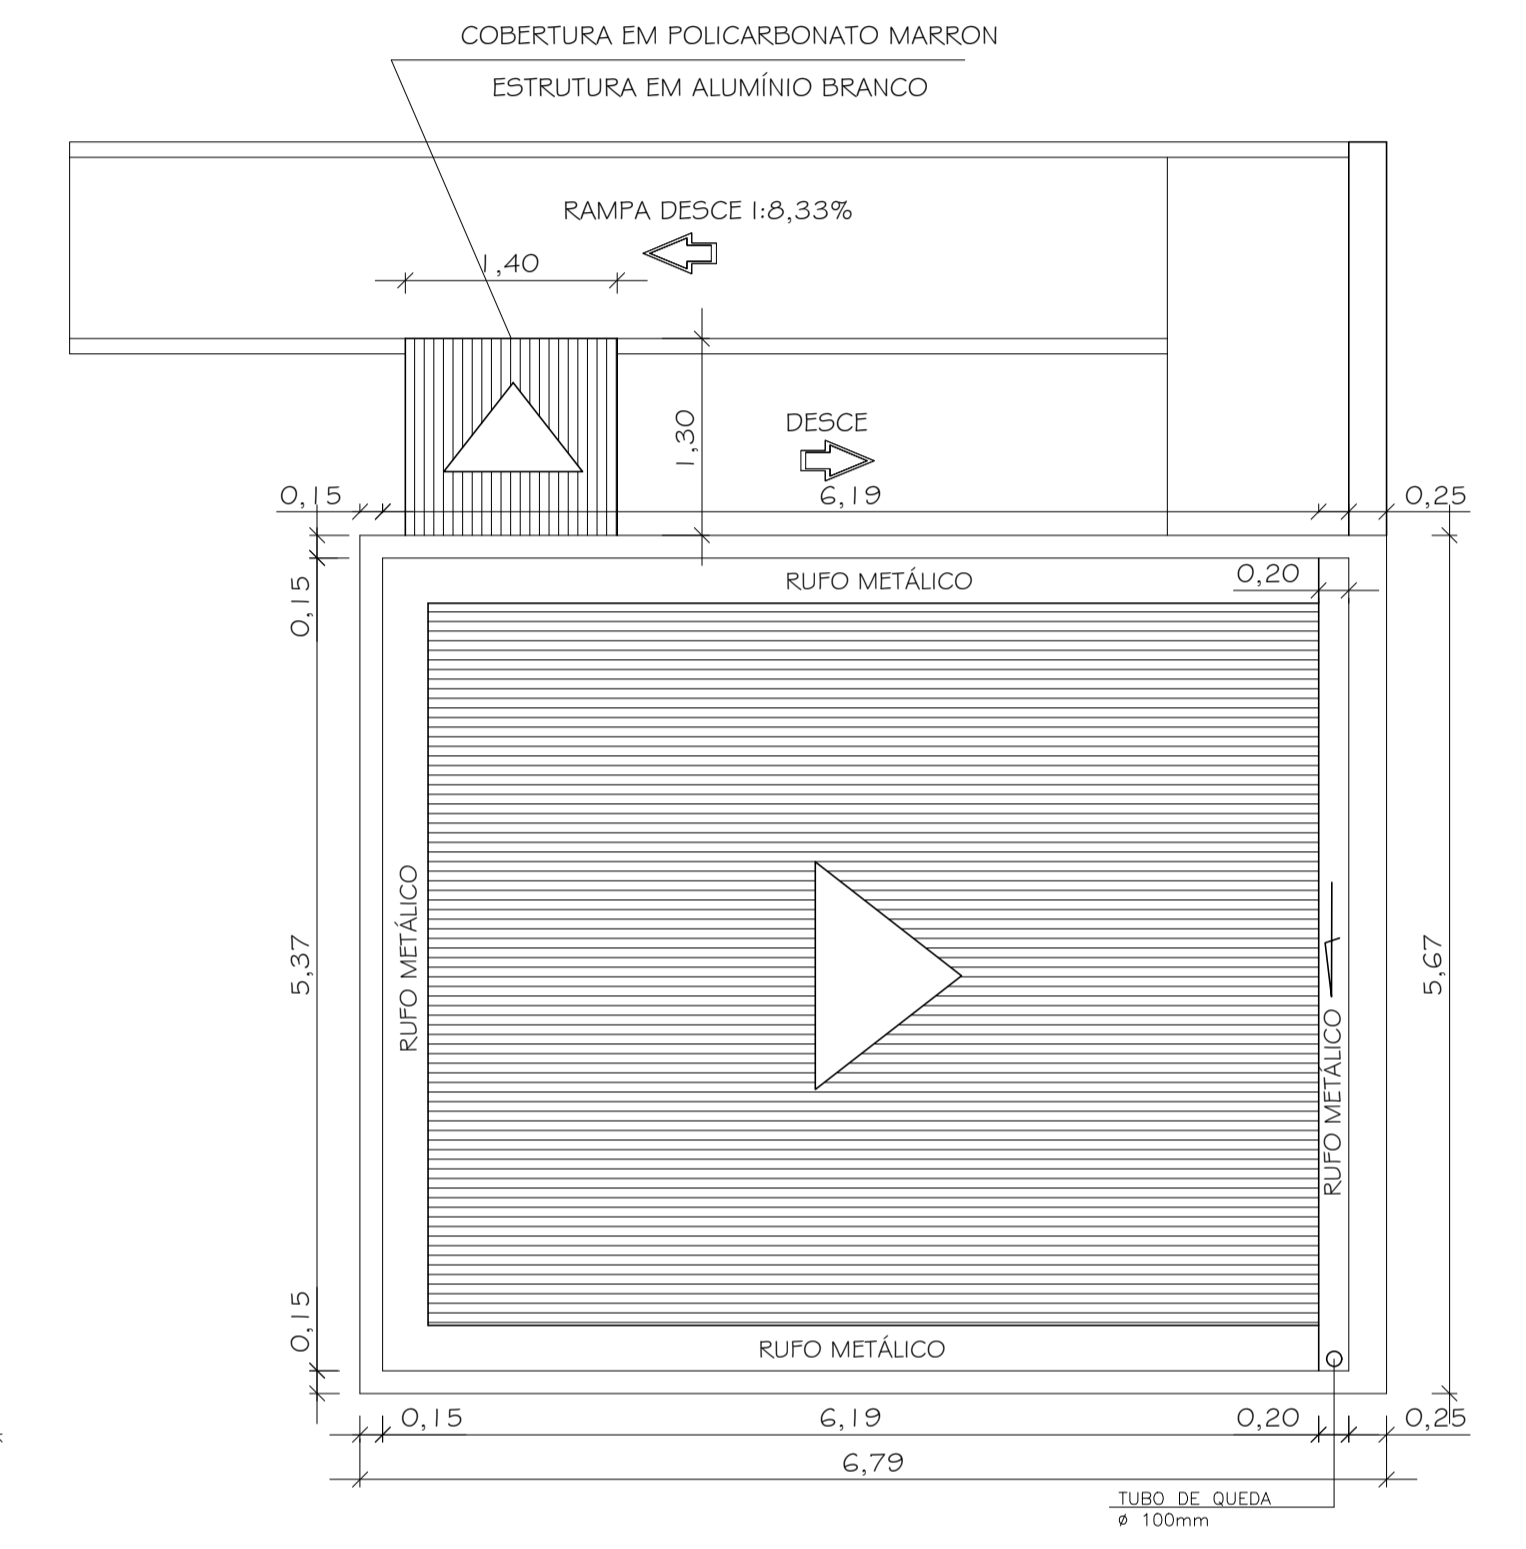 COBERTURA EM POLICARBONATO MARRON
ESTRUTURA EM ALUMÍNIO BRANCO
RAMPA DESCE 1:8,33%
1,40
1,30
DESCE
0,15
6,19
0,25
0,15
RUFO METÁLICO
0,20
RUFO METÁLICO
5,37
5,67
RUFO METÁLICO
0,15
RUFO METÁLICO
0,15
6,19
0,20
0,25
6,79
TUBO DE QUEDA
ø 100mm